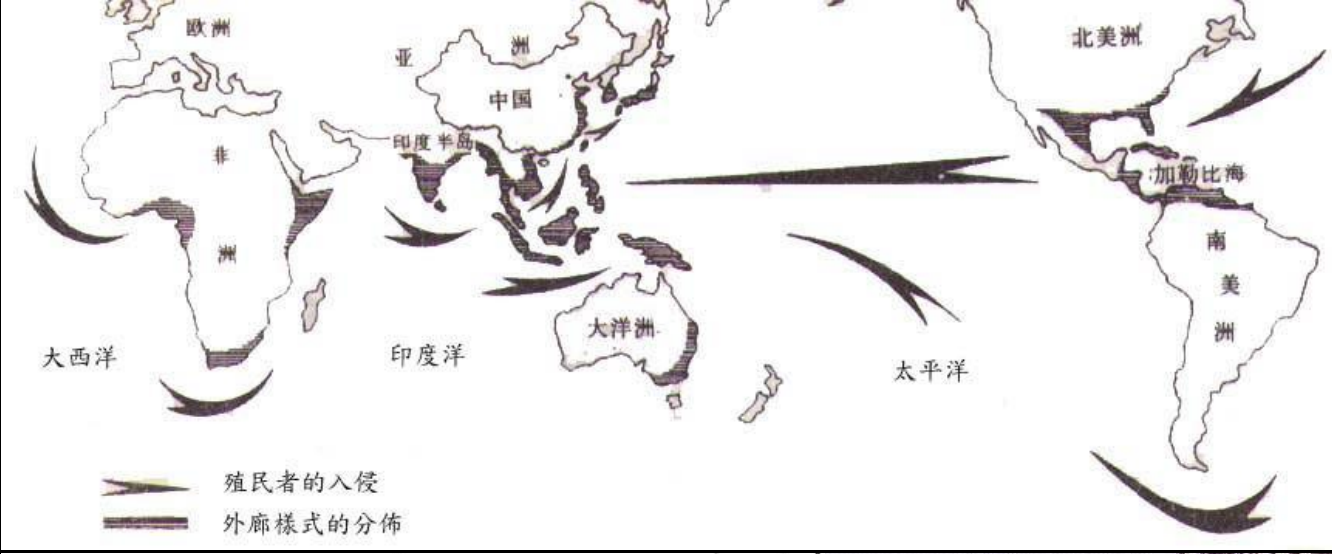 欧洲
亚
洲
中国
印度半岛
非
洲
北美洲
加勒比海
南
美
洲
大洋洲
大西洋
印度洋
太平洋
殖民者的入侵
外廊樣式的分佈